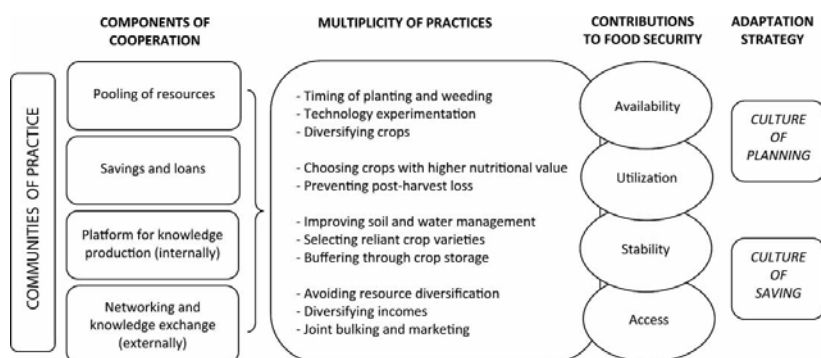 COMPONENTS OF
COOPERATION
MULTIPLICITY OF PRACTICES
CONTRIBUTIONS
TO FOOD SECURITY
ADAPTATION
STRATEGY
COMMUNITIES OF PRACTICE
Pooling of resources
Savings and loans
Platform for knowledge
production (internally)
Networking and
knowledge exchange
(externally)
- Timing of planting and weeding
- Technology experimentation
- Diversifying crops
- Choosing crops with higher nutritional value
- Preventing post-harvest loss
- Improving soil and water management
- Selecting reliant crop varieties
- Buffering through crop storage
- Avoiding resource diversification
- Diversifying incomes
- Joint bulking and marketing
Availability
Utilization
Stability
Access
CULTURE
OF
PLANNING
CULTURE
OF
SAVING